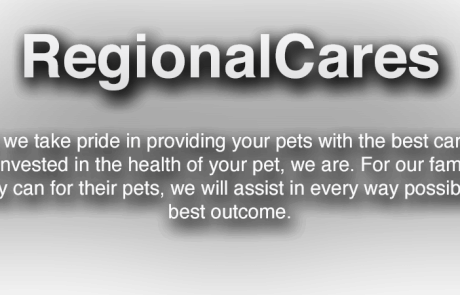 RegionalCares
we take pride in providing your pets with the best car
nvested in the health of your pet, we are. For our fam
y can for their pets, we will assist in every way possib
best outcome.